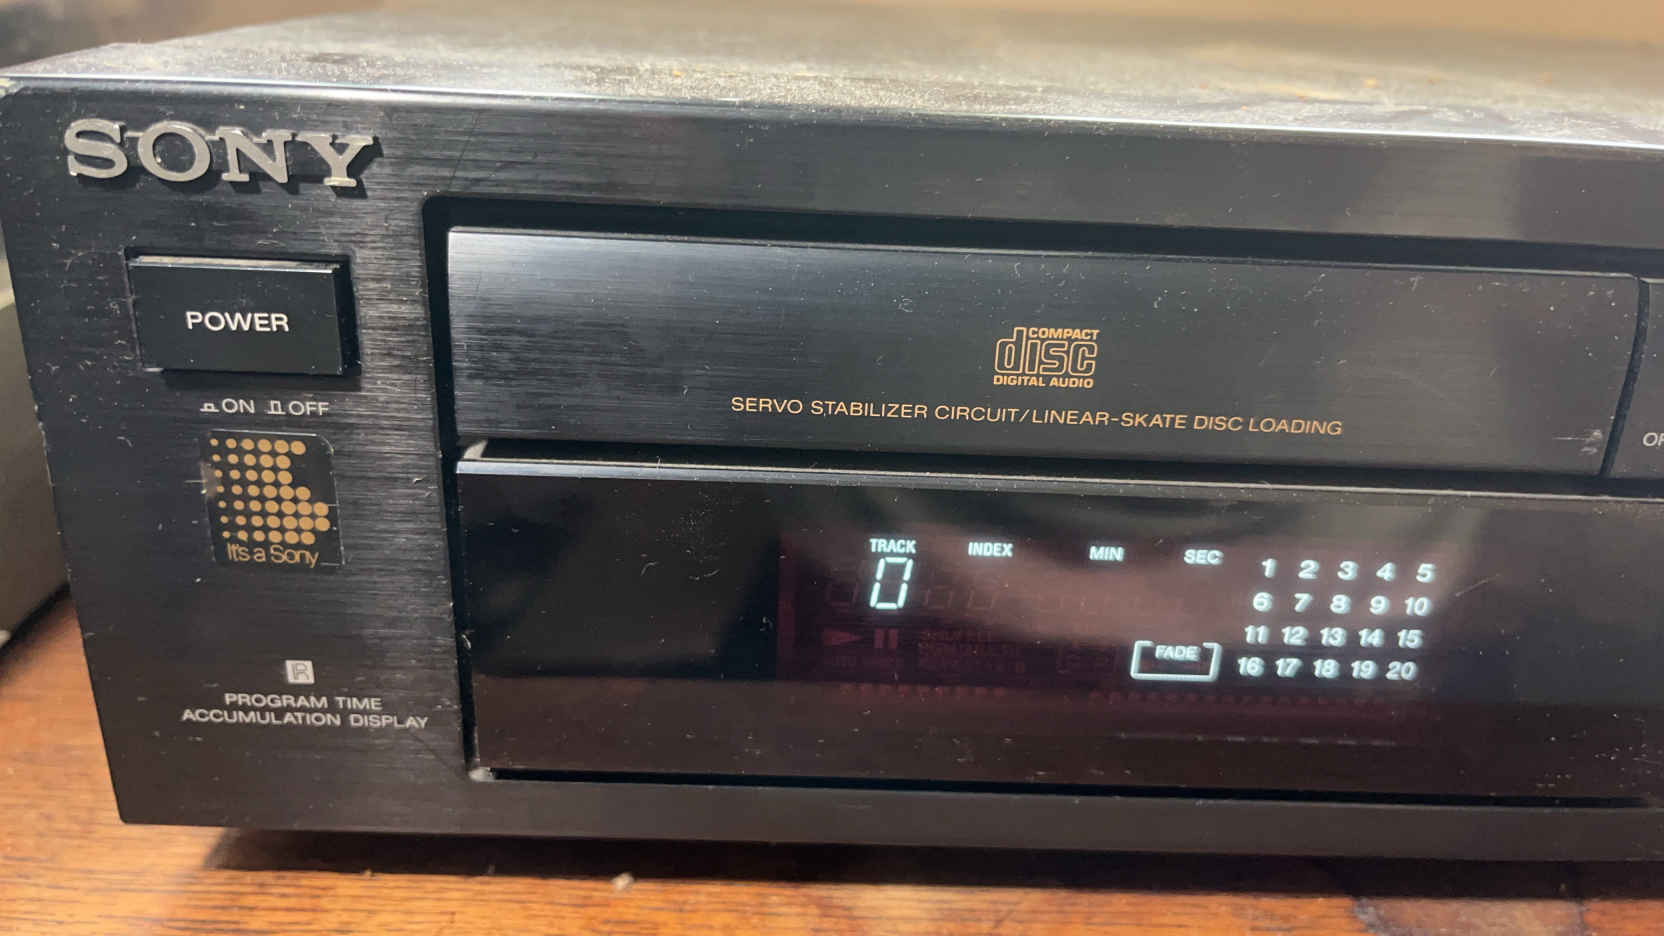 SONY
POWER
ON OFF
It's a Sony
R
PROGRAM TIME
ACCUMULATION DISPLAY
COMPACT
disc
DIGITAL AUDIO
SERVO STABILIZER CIRCUIT/LINEAR-SKATE DISC LOADING
TRACK INDEX MIN SEC
0
1 2 3 4 5
6 7 8 9 10
11 12 13 14 15
FADE
16 17 18 19 20